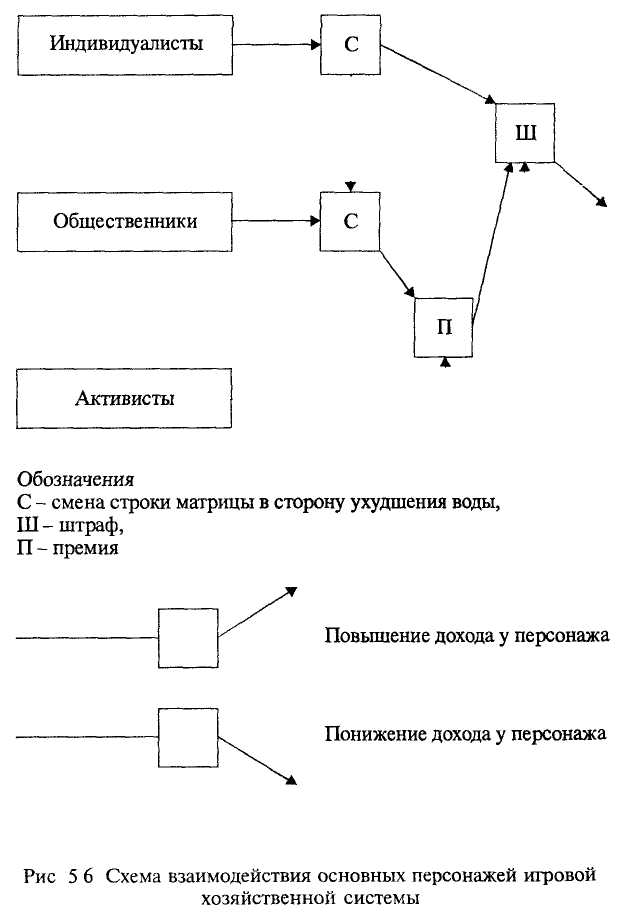 Индивидуалисты
С
Ш
Общественники
С
П
Активисты
Обозначения
С – смена строки матрицы в сторону ухудшения воды,
Ш – штраф,
П – премия
Повышение дохода у персонажа
Понижение дохода у персонажа
Рис 5 6 Схема взаимодействия основных персонажей игровой
хозяйственной системы